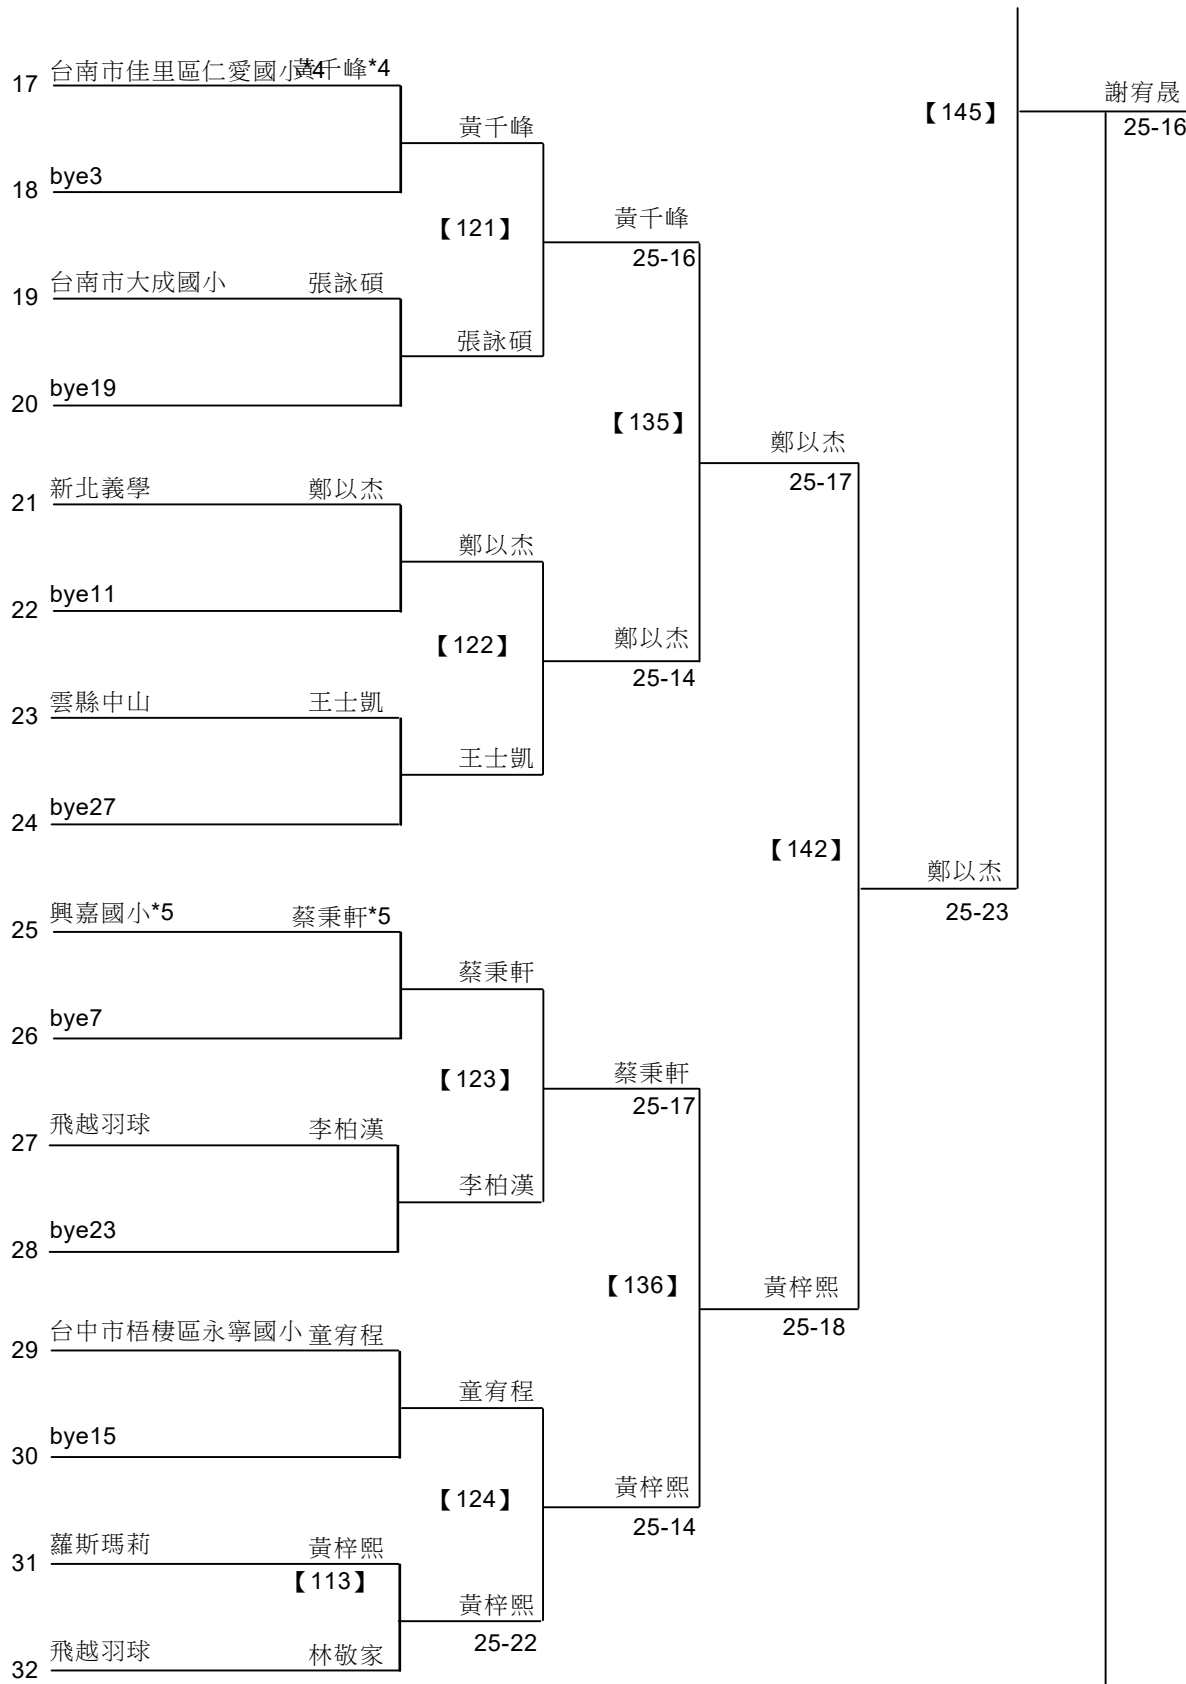 17 台南市佳里區仁愛國小*4 黃千峰*4
黃千峰
18 bye3
【121】
黃千峰
25-16
19 台南市大成國小 張詠碩
張詠碩
20 bye19
【135】
鄭以杰
25-17
21 新北義學 鄭以杰
鄭以杰
22 bye11
【122】
鄭以杰
25-14
23 雲縣中山 王士凱
王士凱
24 bye27
【142】
鄭以杰
25-23
【145】
謝宥晟
25-16
25 興嘉國小*5 蔡秉軒*5
蔡秉軒
26 bye7
【123】
蔡秉軒
25-17
27 飛越羽球 李柏漢
李柏漢
28 bye23
【136】
黃梓熙
25-18
29 台中市梧棲區永寧國小 童宥程
童宥程
30 bye15
【124】
黃梓熙
25-14
31 蘿斯瑪莉 黃梓熙
【113】
黃梓熙
25-22
32 飛越羽球 林敬家